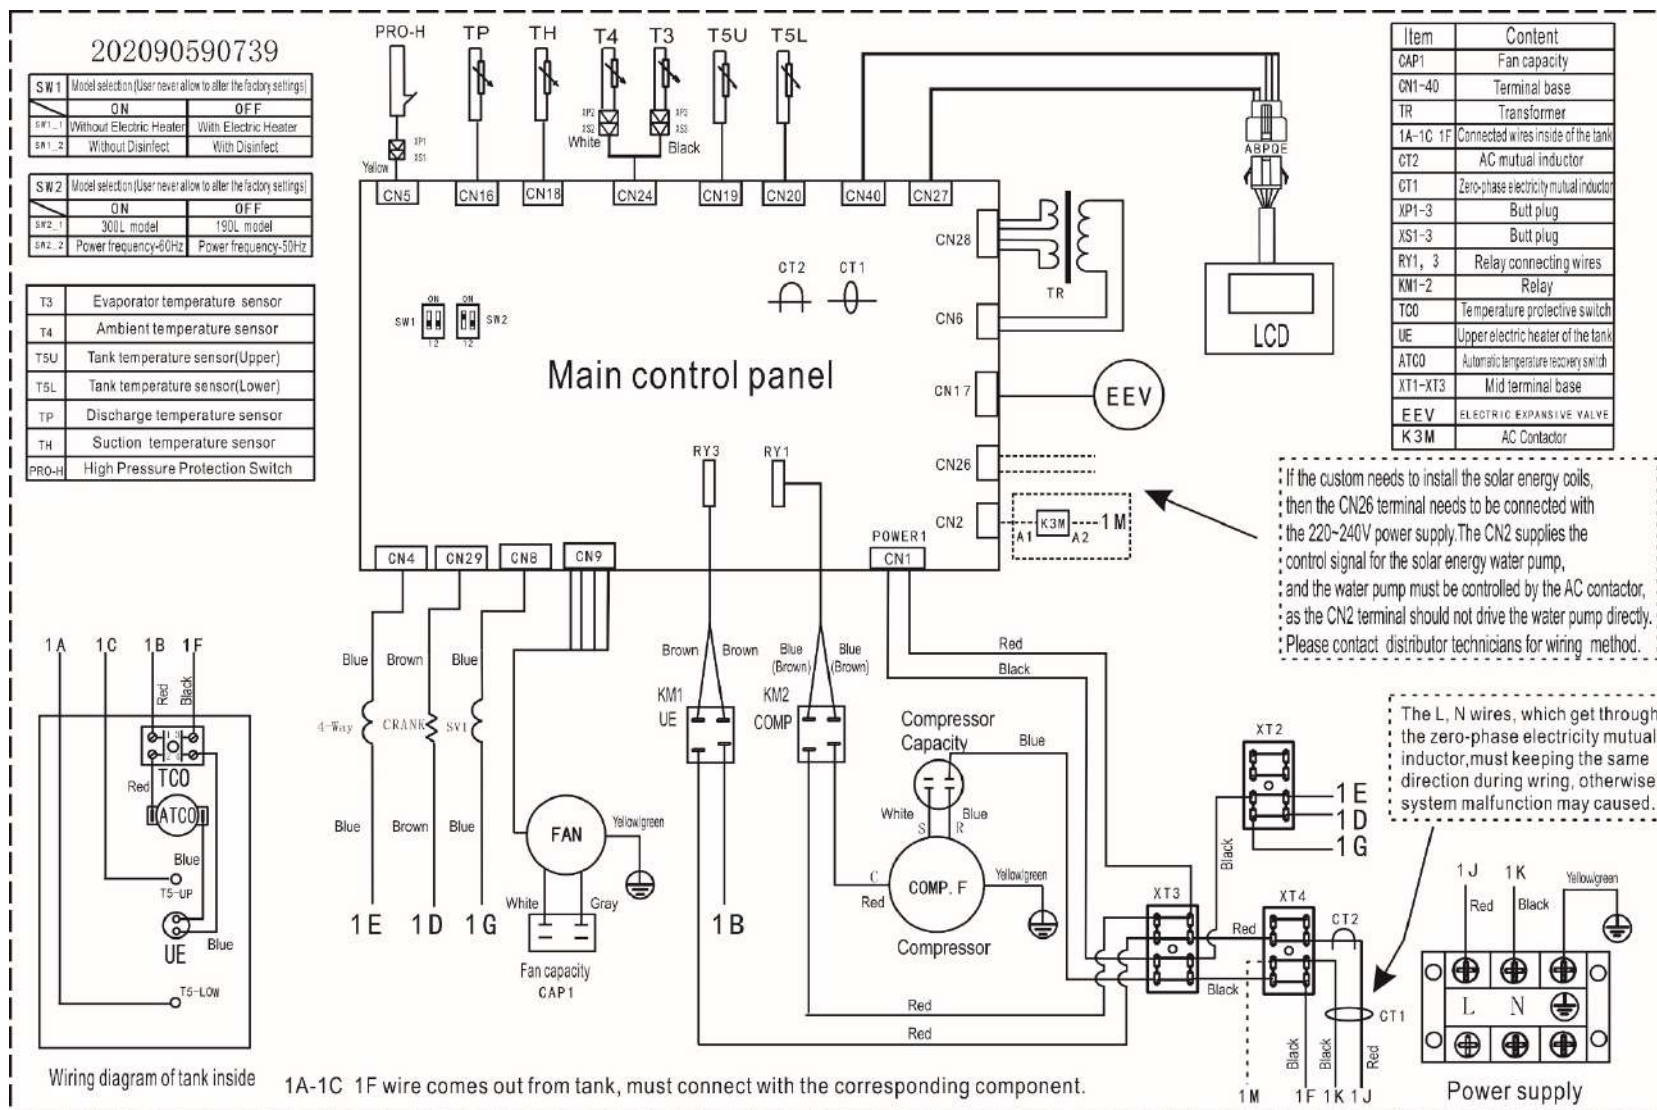 202090590739
SW1 Model selection(User never allow to alter the factory settings)
ON OFF
SW1_1 Without Electric Heater With Electric Heater
SW1_2 Without Disinfect With Disinfect
SW2 Model selection(User never allow to alter the factory settings)
ON OFF
SW2_1 300L model 190L model
SW2_2 Power frequency-60Hz Power frequency-50Hz
T3 Evaporator temperature sensor
T4 Ambient temperature sensor
T5U Tank temperature sensor(Upper)
T5L Tank temperature sensor(Lower)
TP Discharge temperature sensor
TH Suction temperature sensor
PRO-H High Pressure Protection Switch
PRO-H TP TH T4 T3 T5U T5L
XP1
XS1
XP2
XS2
XP3
XS3
Yellow White Black
CN5 CN16 CN18 CN24 CN19 CN20 CN40 CN27
ABPQE
LCD
CN28
TR
CN6
CT2 CT1
ON ON
SW1 SW2
12 12
Main control panel
CN17
EEV
RY3 RY1
CN26
CN2
K3M 1M
A1 A2
POWER1
CN4 CN29 CN8 CN9 CN1
Item Content
CAP1 Fan capacity
CN1-40 Terminal base
TR Transformer
1A-1C 1F Connected wires inside of the tank
CT2 AC mutual inductor
CT1 Zero-phase electricity mutual inductor
XP1-3 Butt plug
XS1-3 Butt plug
RY1, 3 Relay connecting wires
KM1-2 Relay
TCO Temperature protective switch
UE Upper electric heater of the tank
ATCO Automatic temperature recovery switch
XT1-XT3 Mid terminal base
EEV ELECTRIC EXPANSIVE VALVE
K3M AC Contactor
If the custom needs to install the solar energy coils,
then the CN26 terminal needs to be connected with
the 220~240V power supply.The CN2 supplies the
control signal for the solar energy water pump,
and the water pump must be controlled by the AC contactor,
as the CN2 terminal should not drive the water pump directly.
Please contact distributor technicians for wiring method.
The L, N wires, which get through
the zero-phase electricity mutual
inductor,must keeping the same
direction during wring, otherwise
system malfunction may caused.
1A 1C 1B 1F
Red Black
1 3
TCO
Red
ATCO
Blue
T5-UP
UE
Blue
T5-LOW
Wiring diagram of tank inside
Blue Brown Blue
4-Way CRANK SV1
Blue Brown Blue
1E 1D 1G
FAN
Yellow/green
White Gray
Fan capacity
CAP1
Brown Brown
Blue
(Brown)
Blue
(Brown)
KM1
UE
KM2
COMP
1B
Red
Black
Compressor
Capacity
Blue
White Blue
S R
C
Red
COMP. F
Yellow/green
Compressor
Red
Red
XT2
1E
1D
1G
Black
XT3
Red
Black
XT4
CT2
CT1
Black Black Red
1M 1F 1K 1J
1J 1K
Red Black
Yellow/green
L N
Power supply
1A-1C 1F wire comes out from tank, must connect with the corresponding component.